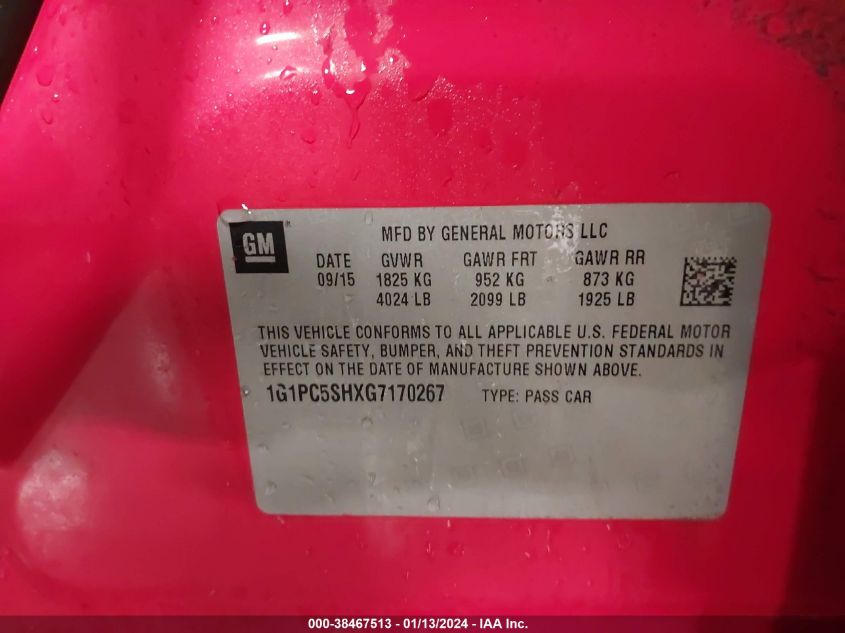 GM ®
MFD BY GENERAL MOTORS LLC
DATE GVWR GAWR FRT GAWR RR
09/15 1825 KG 952 KG 873 KG
4024 LB 2099 LB 1925 LB
THIS VEHICLE CONFORMS TO ALL APPLICABLE U.S. FEDERAL MOTOR
VEHICLE SAFETY, BUMPER, AND THEFT PREVENTION STANDARDS IN
EFFECT ON THE DATE OF MANUFACTURE SHOWN ABOVE.
1G1PC5SHXG7170267 TYPE: PASS CAR
000-38467513 - 01/13/2024 - IAA Inc.